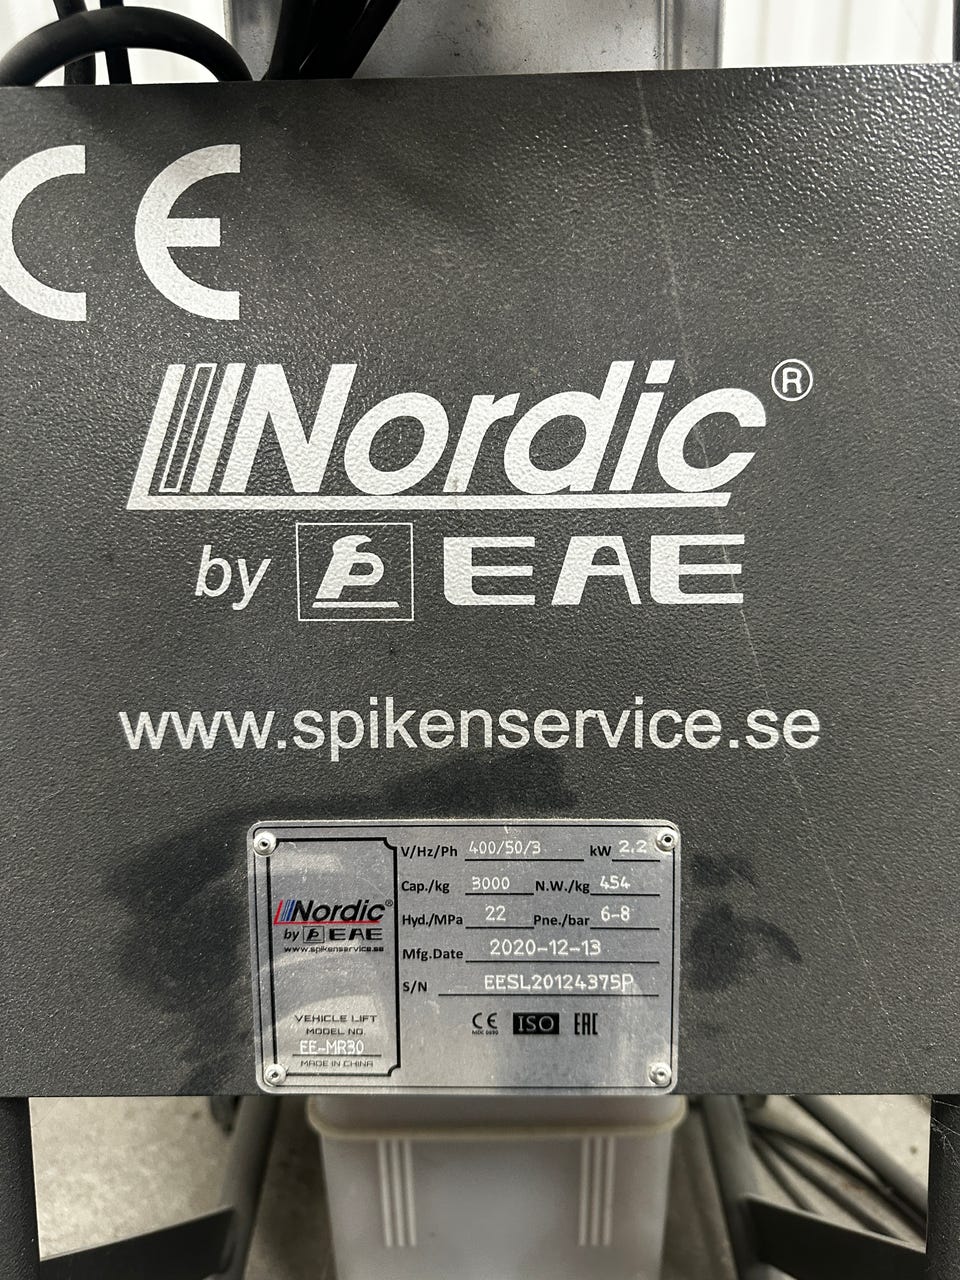 CE
Nordic®
by EAE
www.spikenservice.se
V/Hz/Ph 400/50/3 kW 2.2
Cap./kg 3000 N.W./kg 454
Hyd./MPa 22 Pne./bar 6-8
Mfg.Date 2020-12-13
S/N EESL20124375P
CE ISO EAC
Nordic®
by EAE
www.spikenservice.se
VEHICLE LIFT
MODEL NO.
EE-MR30
MADE IN CHINA